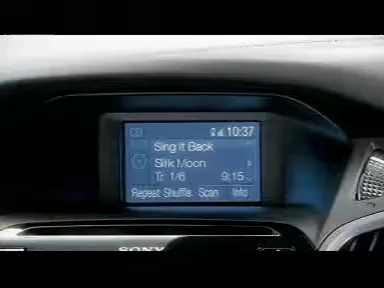 CD 10:37
Sing It Back
Silk Moon
Tr 1/6 9:15
Repeat Shuffle Scan Info
SONY